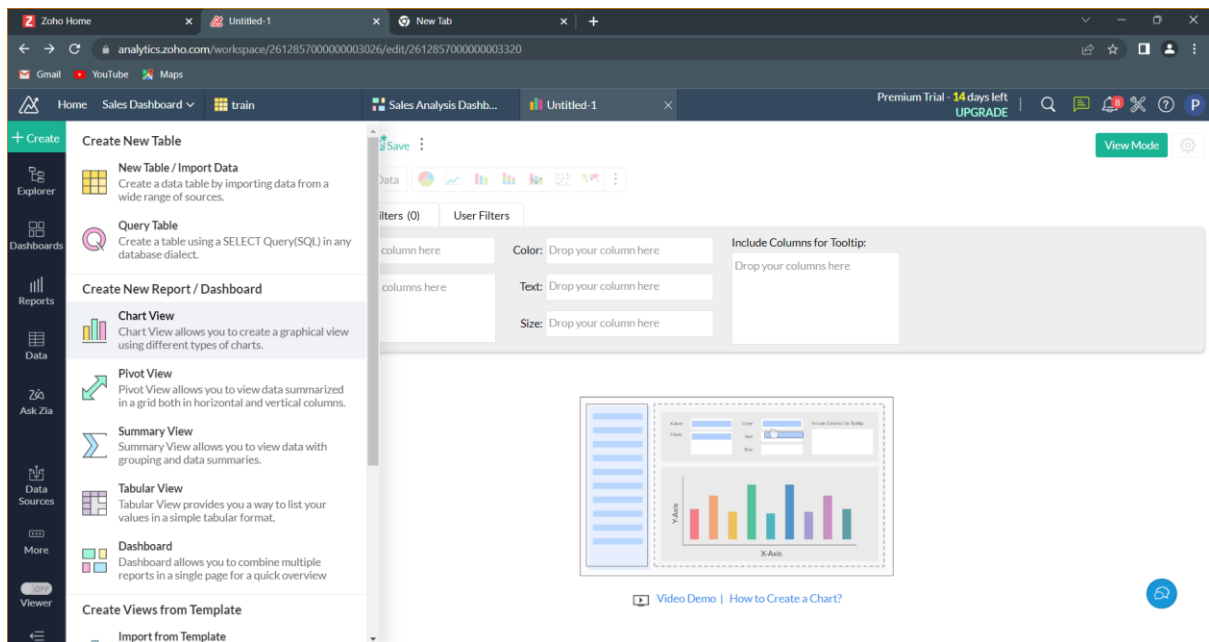 Zoho Home
Untitled-1
New Tab
analytics.zoho.com/workspace/2612857000000003026/edit/2612857000000003320
Gmail
YouTube
Maps
Home
Sales Dashboard
train
Sales Analysis Dashb...
Untitled-1
Premium Trial - 14 days left
UPGRADE
8
P
+ Create
Explorer
Dashboards
Reports
Data
Ask Zia
Data
Sources
More
OFF
Viewer
Create New Table
New Table / Import Data
Create a data table by importing data from a
wide range of sources.
Query Table
Create a table using a SELECT Query(SQL) in any
database dialect.
Create New Report / Dashboard
Chart View
Chart View allows you to create a graphical view
using different types of charts.
Pivot View
Pivot View allows you to view data summarized
in a grid both in horizontal and vertical columns.
Summary View
Summary View allows you to view data with
grouping and data summaries.
Tabular View
Tabular View provides you a way to list your
values in a simple tabular format.
Dashboard
Dashboard allows you to combine multiple
reports in a single page for a quick overview
Create Views from Template
Import from Template
Save
View Mode
Data
ilters (0)
User Filters
column here
columns here
Color: Drop your column here
Text: Drop your column here
Size: Drop your column here
Include Columns for Tooltip:
Drop your columns here
Y-Axis
X-Axis
Video Demo | How to Create a Chart?